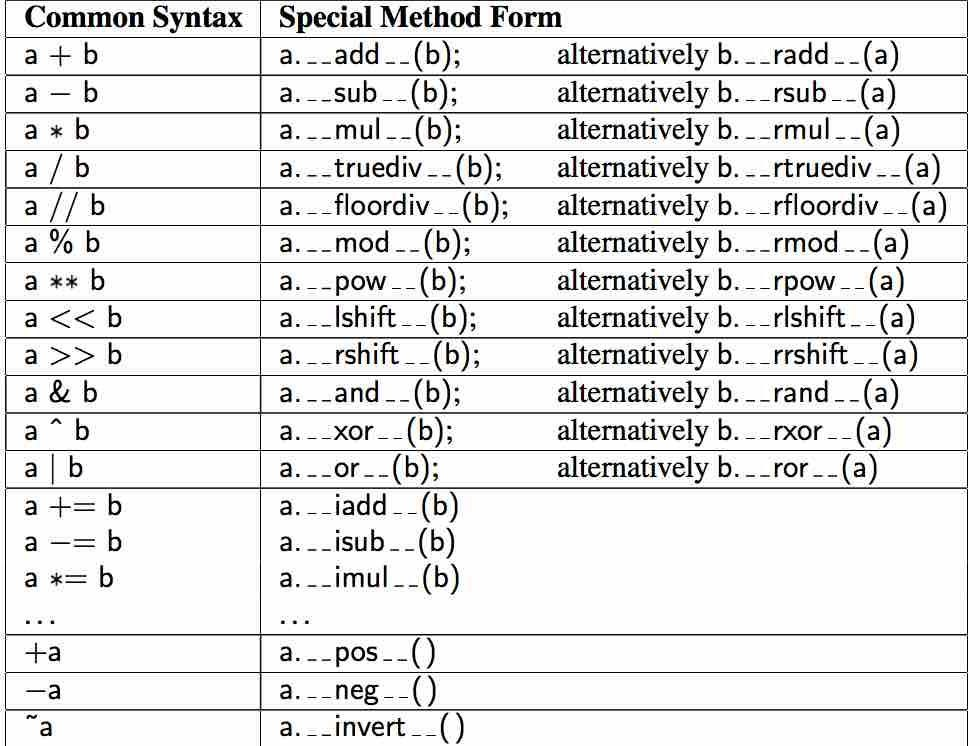 Common Syntax Special Method Form
a + b a.__add__(b); alternatively b.__radd__(a)
a − b a.__sub__(b); alternatively b.__rsub__(a)
a * b a.__mul__(b); alternatively b.__rmul__(a)
a / b a.__truediv__(b); alternatively b.__rtruediv__(a)
a // b a.__floordiv__(b); alternatively b.__rfloordiv__(a)
a % b a.__mod__(b); alternatively b.__rmod__(a)
a ** b a.__pow__(b); alternatively b.__rpow__(a)
a << b a.__lshift__(b); alternatively b.__rlshift__(a)
a >> b a.__rshift__(b); alternatively b.__rrshift__(a)
a & b a.__and__(b); alternatively b.__rand__(a)
a ^ b a.__xor__(b); alternatively b.__rxor__(a)
a | b a.__or__(b); alternatively b.__ror__(a)
a += b a.__iadd__(b)
a −= b a.__isub__(b)
a *= b a.__imul__(b)
... ...
+a a.__pos__()
−a a.__neg__()
~a a.__invert__()